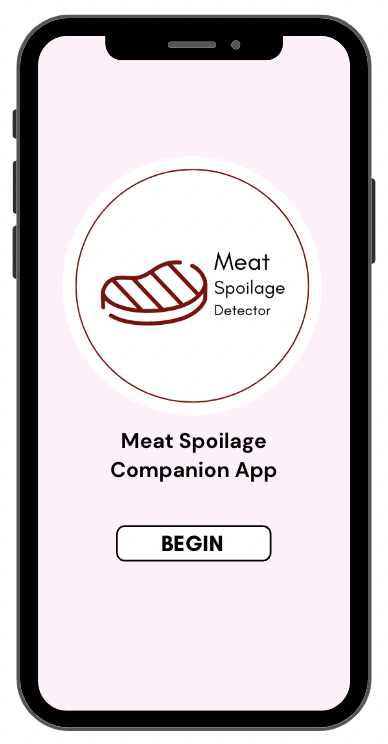 Meat
Spoilage
Detector
Meat Spoilage
Companion App
BEGIN